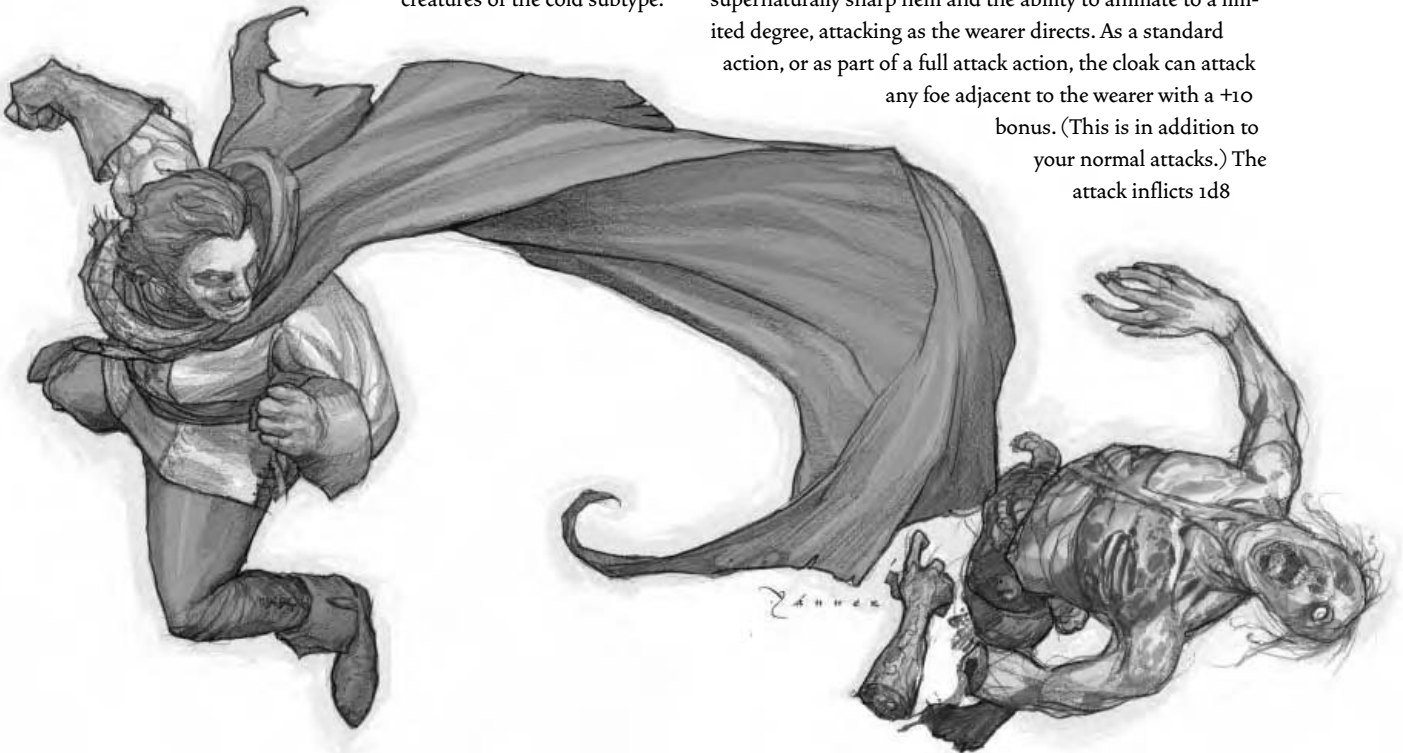 creatures of the cold subtype.
supernaturally sharp hem and the ability to animate to a lim-
ited degree, attacking as the wearer directs. As a standard
action, or as part of a full attack action, the cloak can attack
any foe adjacent to the wearer with a +10
bonus. (This is in addition to
your normal attacks.) The
attack inflicts 1d8